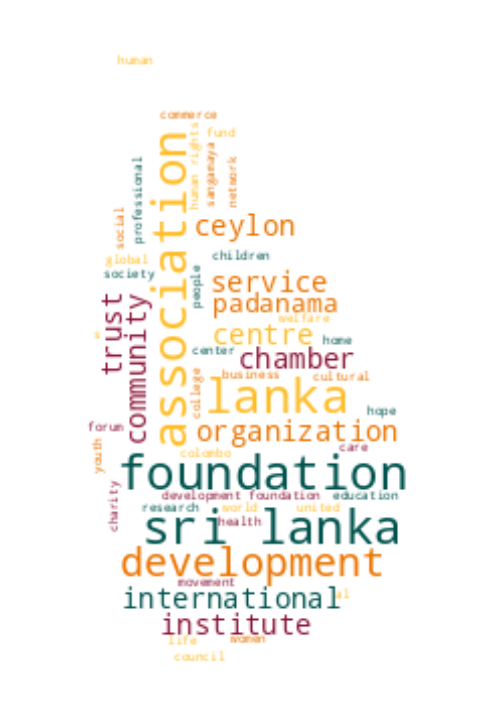 human
commerce
fund
human rights
sangamaya
network
professional
association
social
ceylon
global
children
society
people
service
trust
community
padanama
welfare
centre
home
center
chamber
business
cultural
college
lanka
hope
forum
organization
care
youth
colombo
foundation
charity
development foundation
education
research
world
united
sri lanka
health
development
movement
international
al
institute
life
women
council